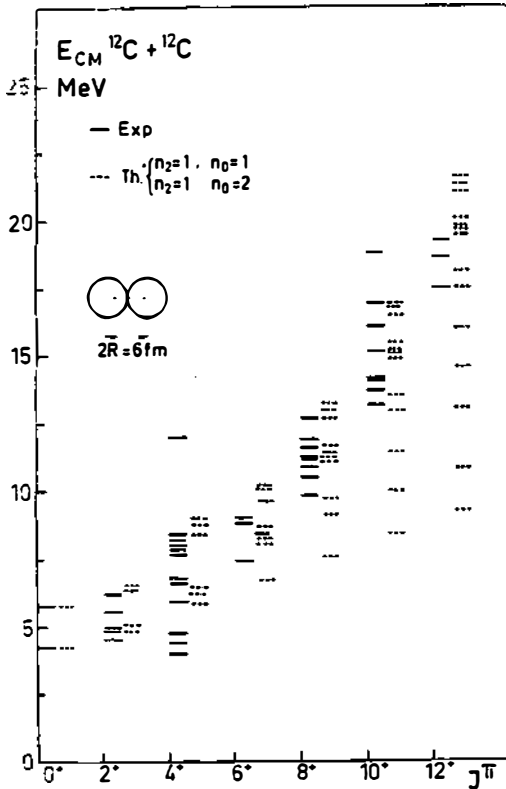 E_CM ¹²C + ¹²C
MeV
— Exp
--- Th. { n₂=1, n₀=1
n₂=1 n₀=2
2R = 6fm
20
15
10
5
0
0⁺ 2⁺ 4⁺ 6⁺ 8⁺ 10⁺ 12⁺ J^π